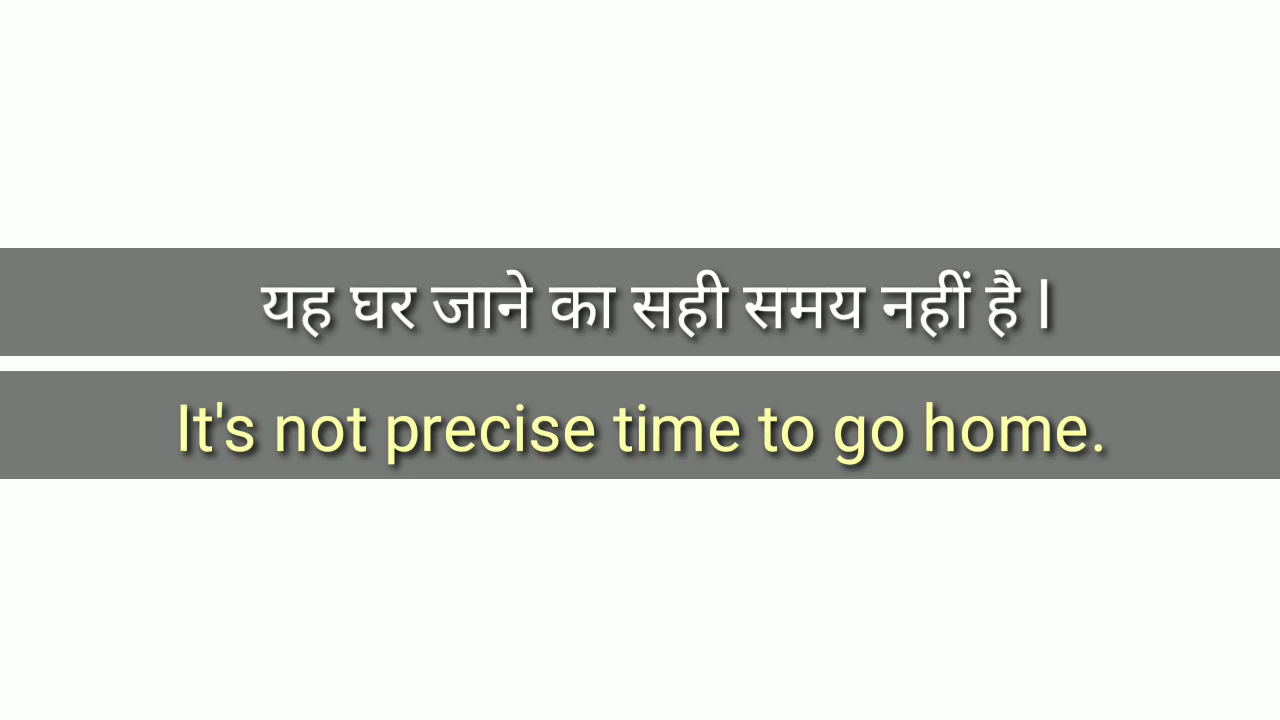 यह घर जाने का सही समय नहीं है l
It's not precise time to go home.